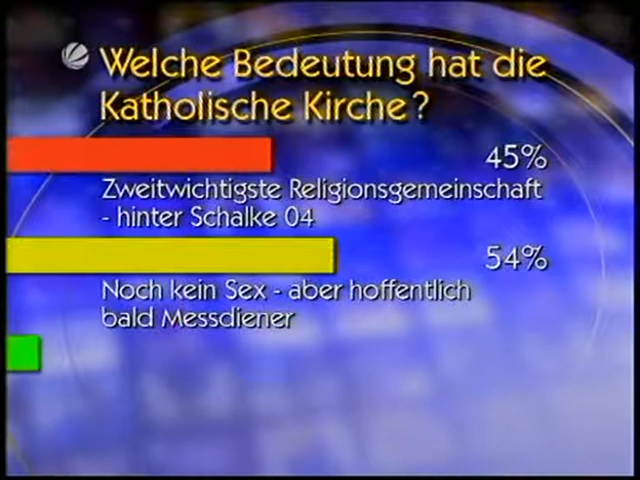 Welche Bedeutung hat die
Katholische Kirche?
45%
Zweitwichtigste Religionsgemeinschaft
- hinter Schalke 04
54%
Noch kein Sex - aber hoffentlich
bald Messdiener